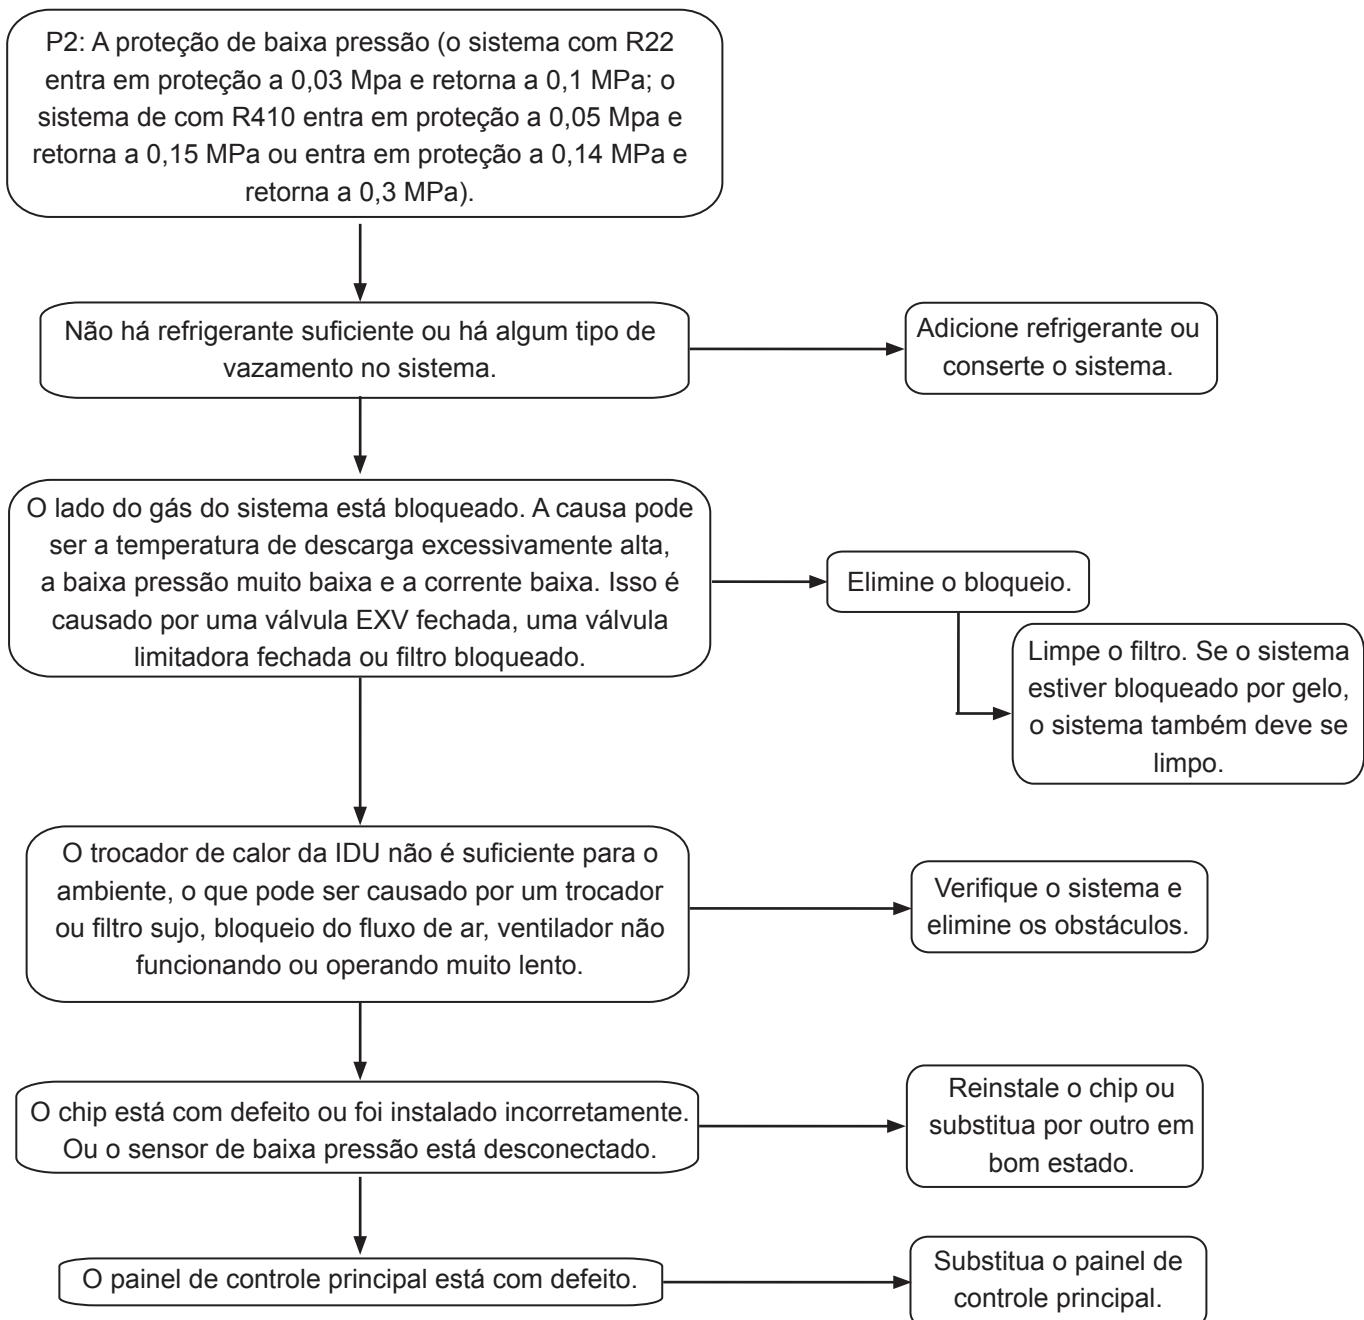 P2: A proteção de baixa pressão (o sistema com R22
entra em proteção a 0,03 Mpa e retorna a 0,1 MPa; o
sistema de com R410 entra em proteção a 0,05 Mpa e
retorna a 0,15 MPa ou entra em proteção a 0,14 MPa e
retorna a 0,3 MPa).
Não há refrigerante suficiente ou há algum tipo de
vazamento no sistema.
Adicione refrigerante ou
conserte o sistema.
O lado do gás do sistema está bloqueado. A causa pode
ser a temperatura de descarga excessivamente alta,
a baixa pressão muito baixa e a corrente baixa. Isso é
causado por uma válvula EXV fechada, uma válvula
limitadora fechada ou filtro bloqueado.
Elimine o bloqueio.
Limpe o filtro. Se o sistema
estiver bloqueado por gelo,
o sistema também deve se
limpo.
O trocador de calor da IDU não é suficiente para o
ambiente, o que pode ser causado por um trocador
ou filtro sujo, bloqueio do fluxo de ar, ventilador não
funcionando ou operando muito lento.
Verifique o sistema e
elimine os obstáculos.
O chip está com defeito ou foi instalado incorretamente.
Ou o sensor de baixa pressão está desconectado.
Reinstale o chip ou
substitua por outro em
bom estado.
O painel de controle principal está com defeito.
Substitua o painel de
controle principal.